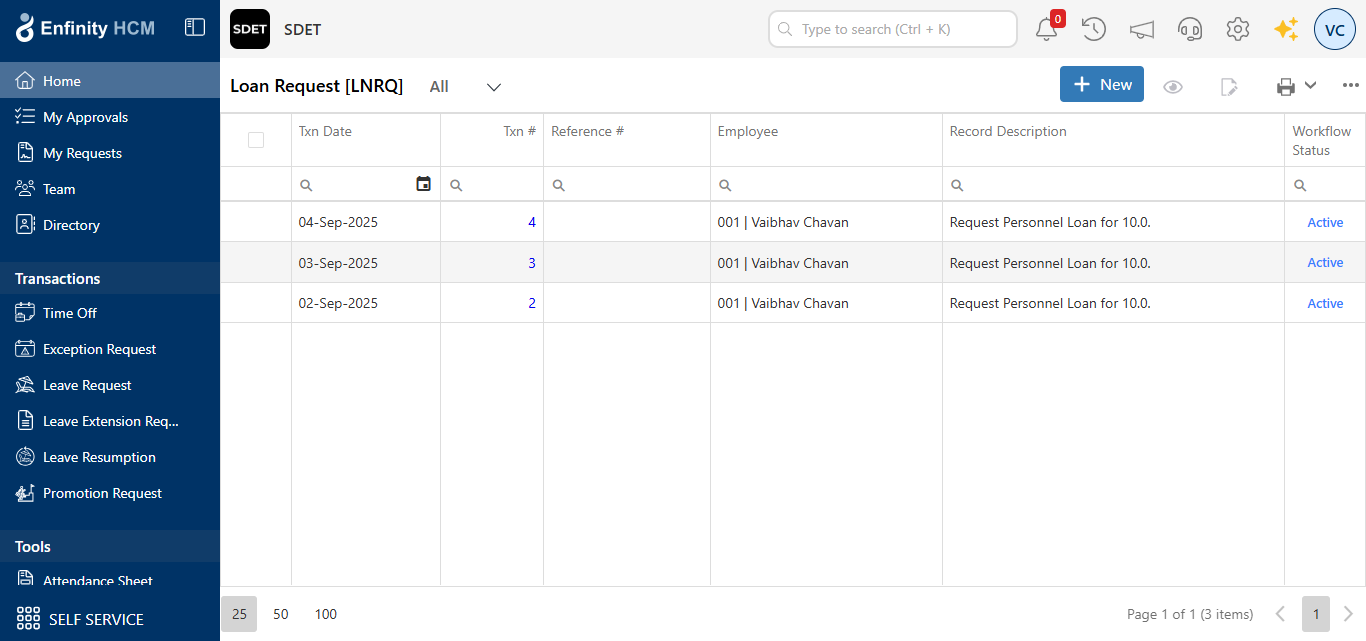 Enfinity HCM
SDET
SDET
Type to search (Ctrl + K)
0
VC
Home
My Approvals
My Requests
Team
Directory
Transactions
Time Off
Exception Request
Leave Request
Leave Extension Req...
Leave Resumption
Promotion Request
Tools
Attendance Sheet
SELF SERVICE
Loan Request [LNRQ]
All
New
Txn Date
Txn #
Reference #
Employee
Record Description
Workflow
Status
04-Sep-2025 4 001 | Vaibhav Chavan Request Personnel Loan for 10.0. Active
03-Sep-2025 3 001 | Vaibhav Chavan Request Personnel Loan for 10.0. Active
02-Sep-2025 2 001 | Vaibhav Chavan Request Personnel Loan for 10.0. Active
25 50 100
Page 1 of 1 (3 items)
1